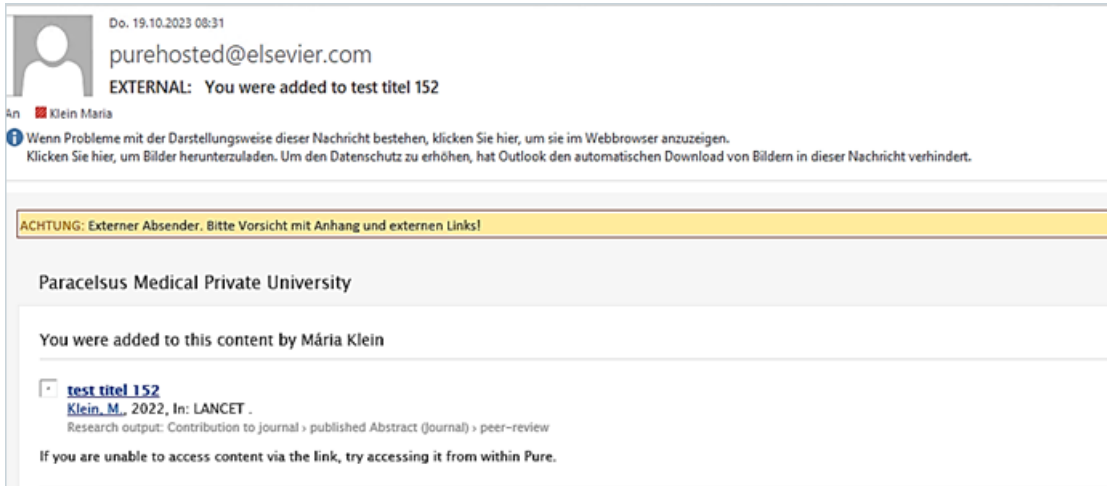 Do. 19.10.2023 08:31
purehosted@elsevier.com
EXTERNAL: You were added to test titel 152
An Klein Maria
Wenn Probleme mit der Darstellungsweise dieser Nachricht bestehen, klicken Sie hier, um sie im Webbrowser anzuzeigen.
Klicken Sie hier, um Bilder herunterzuladen. Um den Datenschutz zu erhöhen, hat Outlook den automatischen Download von Bildern in dieser Nachricht verhindert.
ACHTUNG: Externer Absender. Bitte Vorsicht mit Anhang und externen Links!
Paracelsus Medical Private University
You were added to this content by Mária Klein
test titel 152
Klein, M., 2022, In: LANCET .
Research output: Contribution to journal › published Abstract (Journal) › peer-review
If you are unable to access content via the link, try accessing it from within Pure.